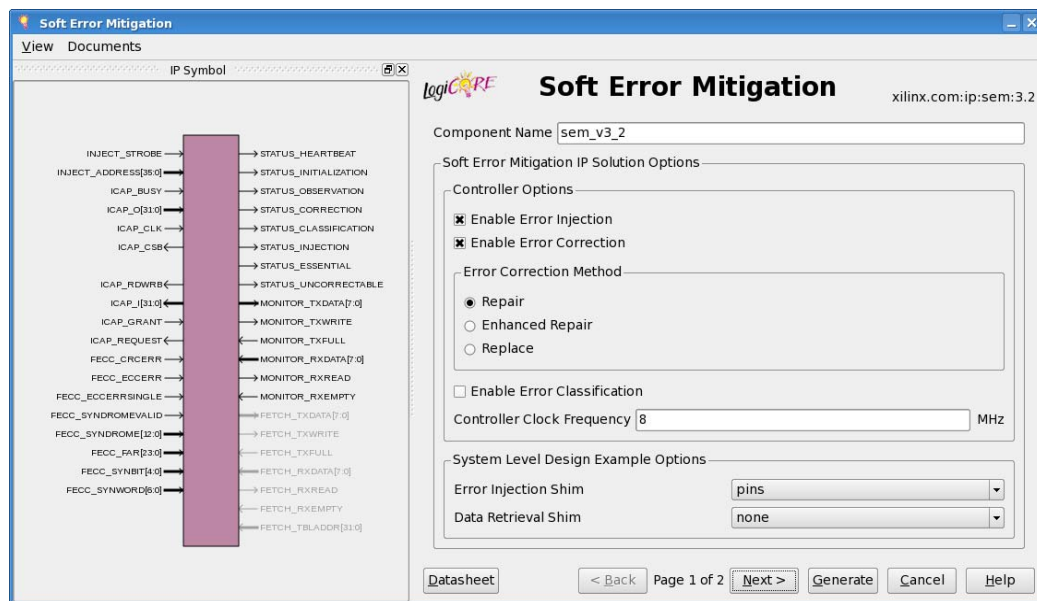 Soft Error Mitigation
View Documents
IP Symbol
INJECT_STROBE
INJECT_ADDRESS[35:0]
ICAP_BUSY
ICAP_O[31:0]
ICAP_CLK
ICAP_CSB
ICAP_RDWRB
ICAP_I[31:0]
ICAP_GRANT
ICAP_REQUEST
FECC_CRCERR
FECC_ECCERR
FECC_ECCERRSINGLE
FECC_SYNDROMEVALID
FECC_SYNDROME[12:0]
FECC_FAR[23:0]
FECC_SYNBIT[4:0]
FECC_SYNWORD[6:0]
STATUS_HEARTBEAT
STATUS_INITIALIZATION
STATUS_OBSERVATION
STATUS_CORRECTION
STATUS_CLASSIFICATION
STATUS_INJECTION
STATUS_ESSENTIAL
STATUS_UNCORRECTABLE
MONITOR_TXDATA[7:0]
MONITOR_TXWRITE
MONITOR_TXFULL
MONITOR_RXDATA[7:0]
MONITOR_RXREAD
MONITOR_RXEMPTY
FETCH_TXDATA[7:0]
FETCH_TXWRITE
FETCH_TXFULL
FETCH_RXDATA[7:0]
FETCH_RXREAD
FETCH_RXEMPTY
FETCH_TBLADDR[31:0]
LogiCORE
Soft Error Mitigation
xilinx.com:ip:sem:3.2
Component Name sem_v3_2
Soft Error Mitigation IP Solution Options
Controller Options
Enable Error Injection
Enable Error Correction
Error Correction Method
Repair
Enhanced Repair
Replace
Enable Error Classification
Controller Clock Frequency 8 MHz
System Level Design Example Options
Error Injection Shim pins
Data Retrieval Shim none
Datasheet < Back Page 1 of 2 Next > Generate Cancel Help